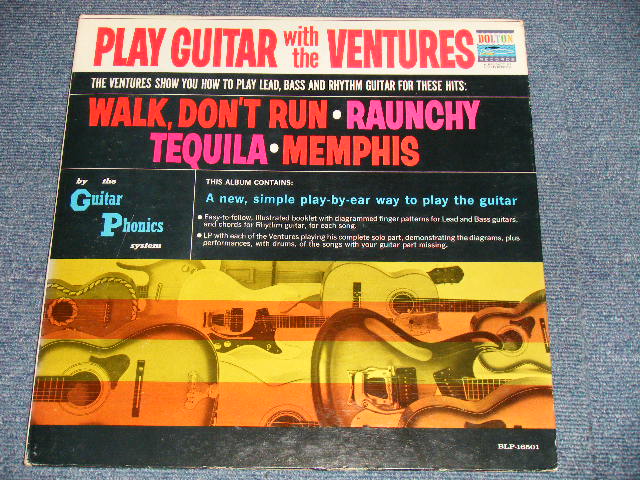 PLAY GUITAR with the VENTURES
DOLTON
RECORDS
THE VENTURES SHOW YOU HOW TO PLAY LEAD, BASS AND RHYTHM GUITAR FOR THESE HITS:
WALK, DON'T RUN • RAUNCHY
TEQUILA • MEMPHIS
by the
Guitar
Phonics
system
THIS ALBUM CONTAINS:
A new, simple play-by-ear way to play the guitar
• Easy-to-follow, illustrated booklet with diagrammed finger patterns for Lead and Bass guitars,
and chords for Rhythm guitar, for each song.
• LP with each of the Ventures playing his complete solo part, demonstrating the diagrams, plus
performances, with drums, of the songs with your guitar part missing.
BLP-16501